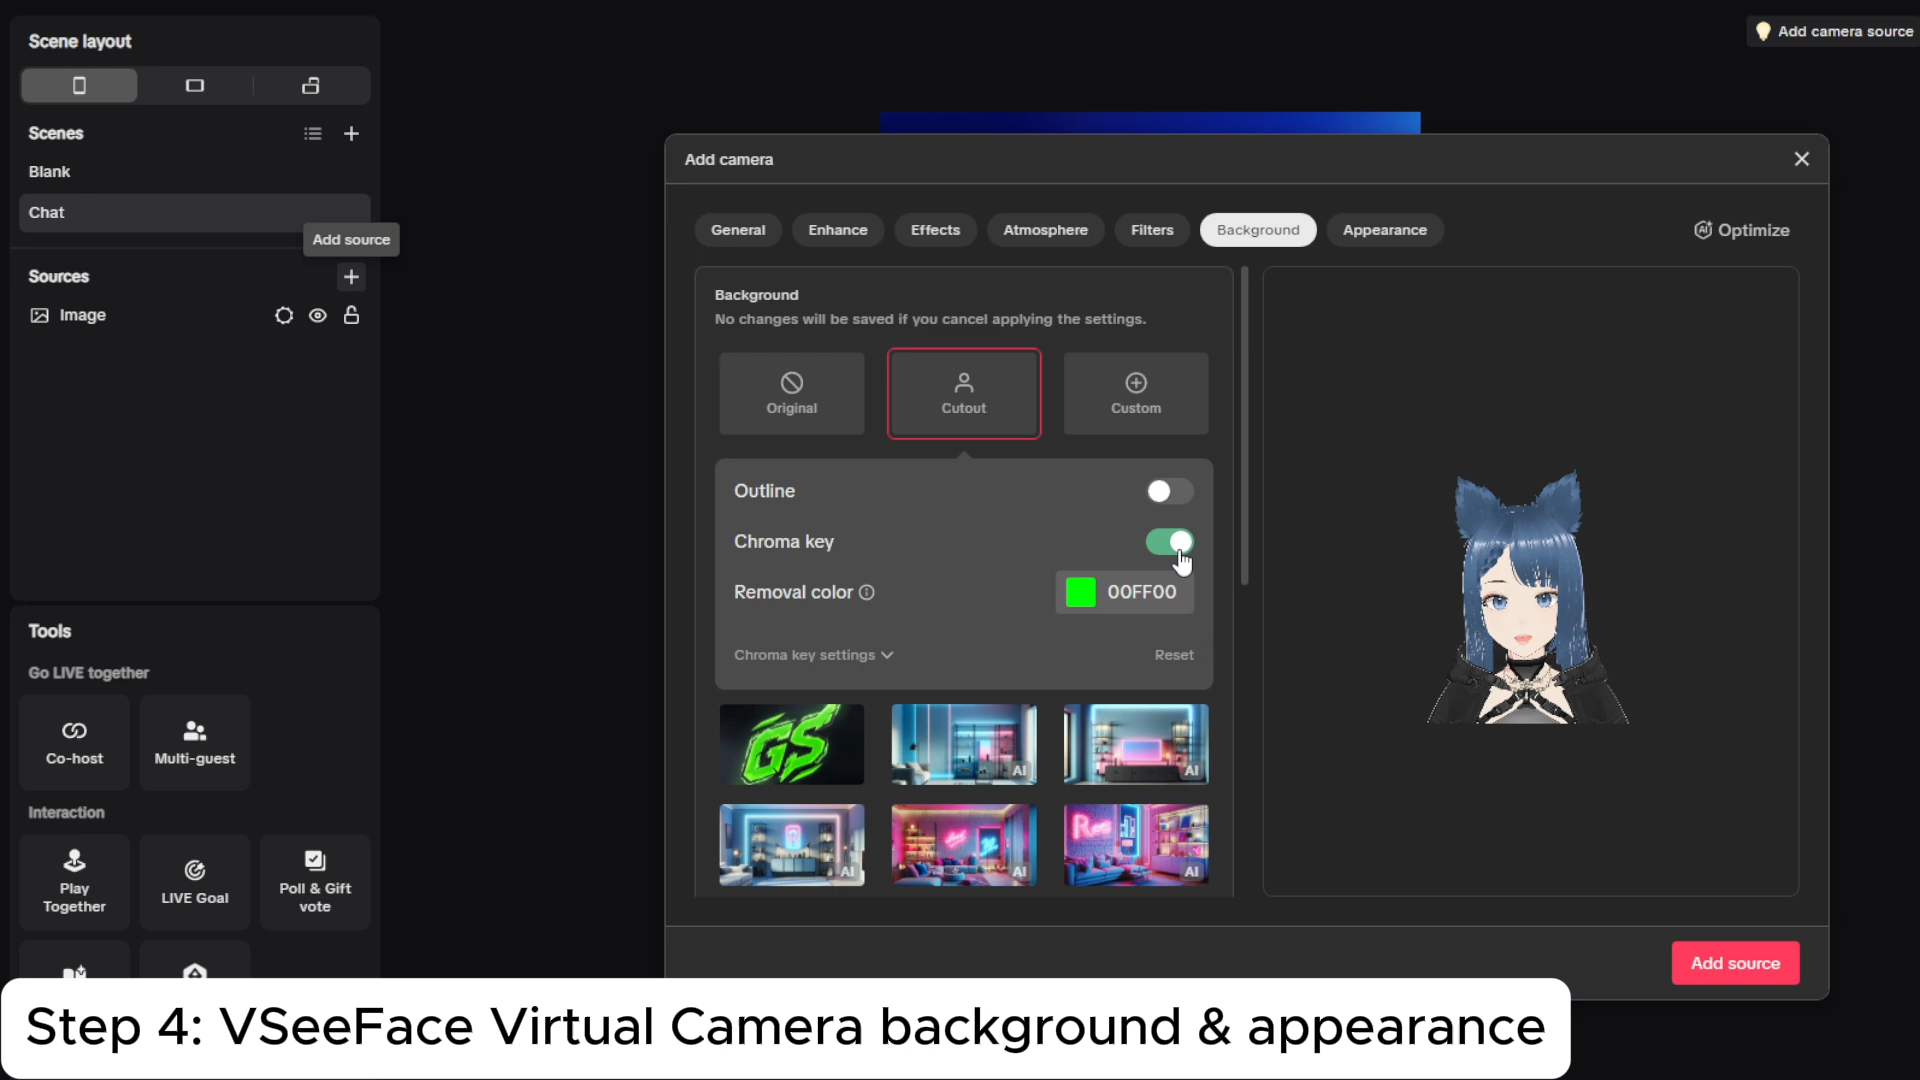 Scene layout
Add camera source
Scenes
Blank
Chat
Add source
Sources
Image
Add camera
General
Enhance
Effects
Atmosphere
Filters
Background
Appearance
Optimize
Background
No changes will be saved if you cancel applying the settings.
Original
Cutout
Custom
Outline
Chroma key
Removal color
00FF00
Chroma key settings
Reset
GS
AI
AI
AI
AI
AI
Tools
Go LIVE together
Co-host
Multi-guest
Interaction
Play
Together
LIVE Goal
Poll & Gift
vote
Add source
Step 4: VSeeFace Virtual Camera background & appearance